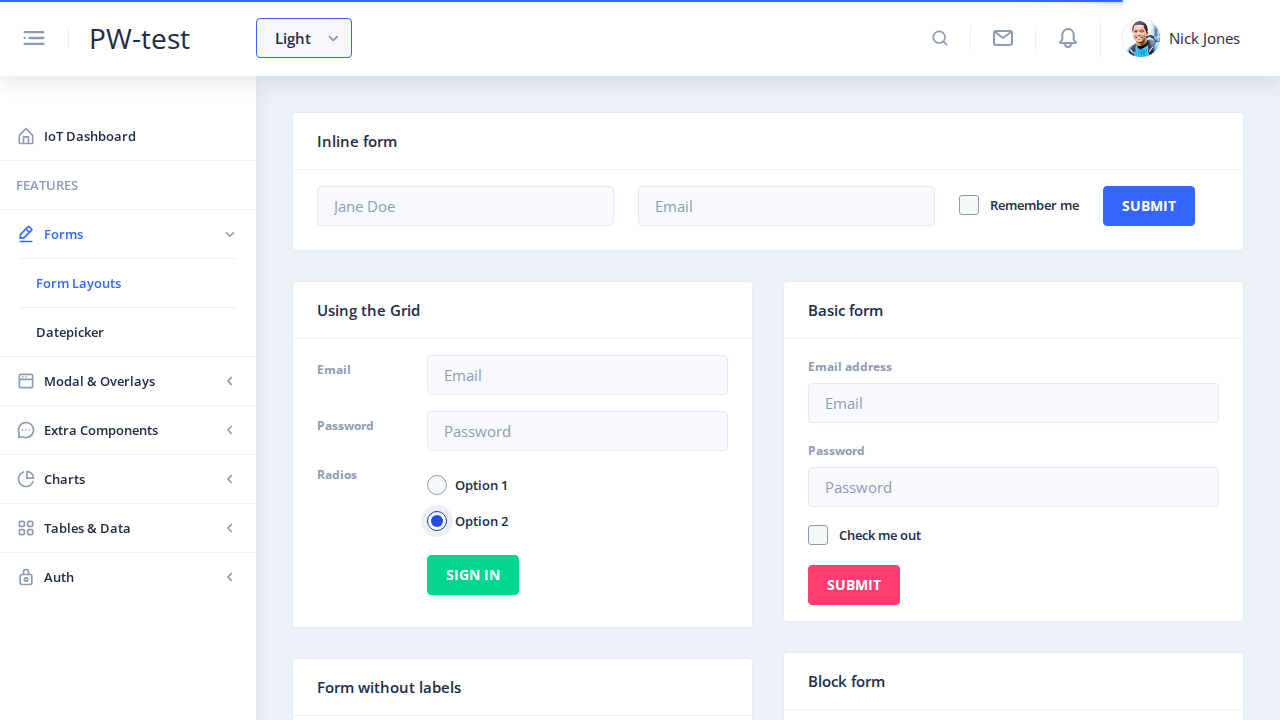 PW-test
Light
Nick Jones
IoT Dashboard
FEATURES
Forms
Form Layouts
Datepicker
Modal & Overlays
Extra Components
Charts
Tables & Data
Auth
Inline form
Jane Doe
Email
Remember me
SUBMIT
Using the Grid
Email
Email
Password
Password
Radios
Option 1
Option 2
SIGN IN
Basic form
Email address
Email
Password
Password
Check me out
SUBMIT
Form without labels
Block form